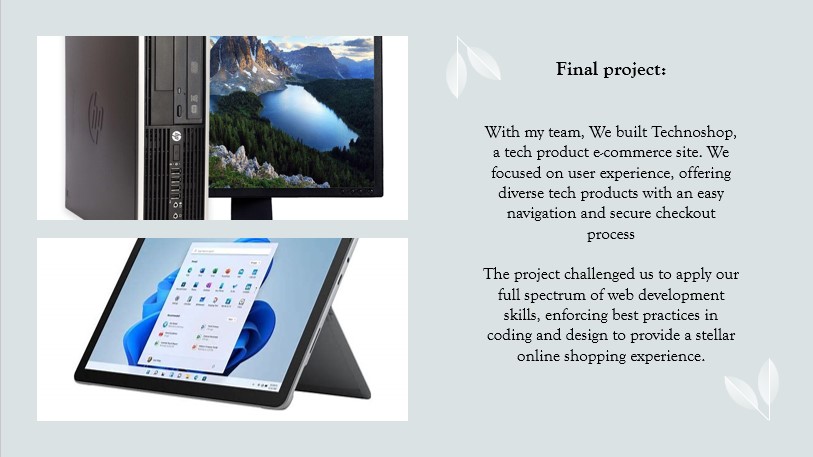 Final project:
With my team, We built Technoshop,
a tech product e-commerce site. We
focused on user experience, offering
diverse tech products with an easy
navigation and secure checkout
process
The project challenged us to apply our
full spectrum of web development
skills, enforcing best practices in
coding and design to provide a stellar
online shopping experience.